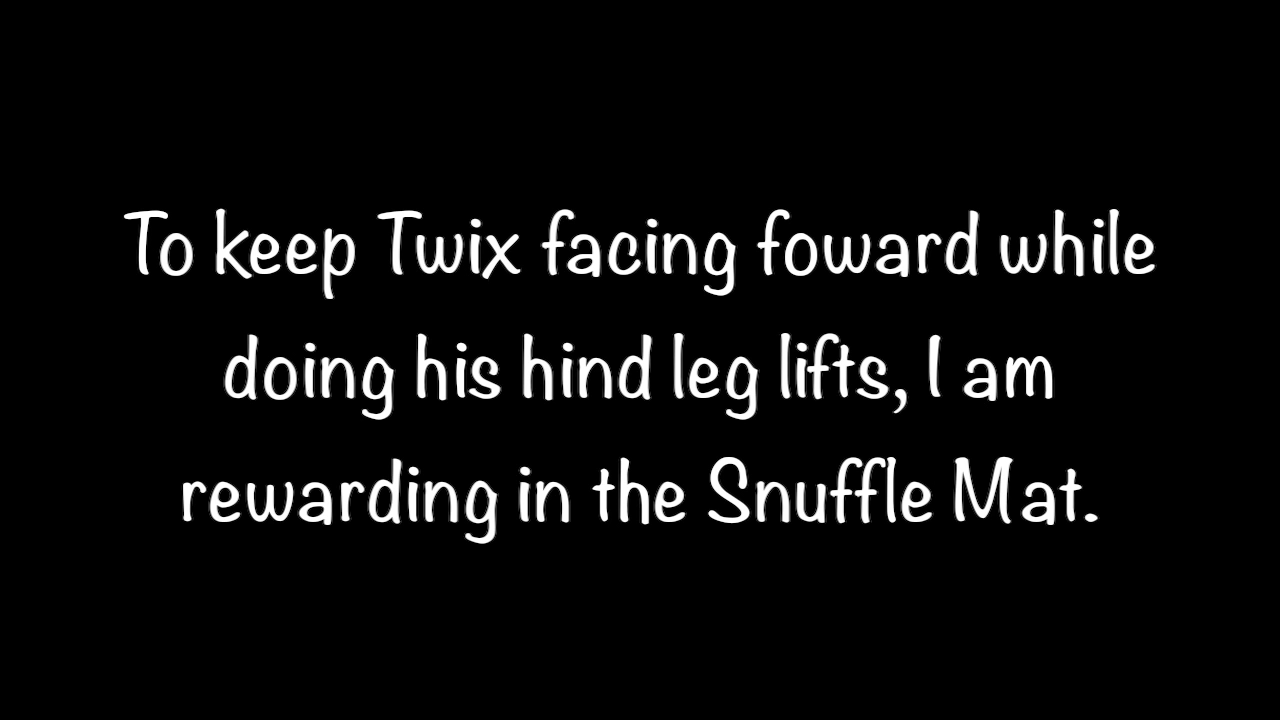 To keep Twix facing foward while
doing his hind leg lifts, I am
rewarding in the Snuffle Mat.